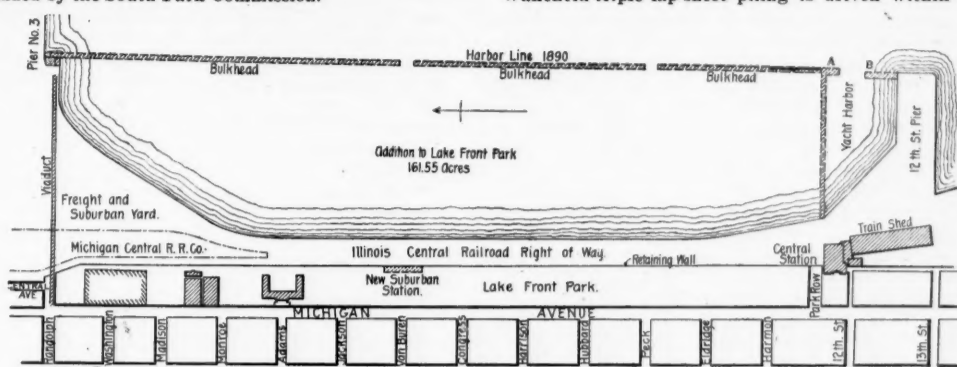 Pier No. 3
Harbor Line 1890
Bulkhead
Bulkhead
Bulkhead
A
B
Yacht Harbor
12th. St. Pier
Addition to Lake Front Park
161.55 Acres
Viaduct
Freight and
Suburban Yard.
Michigan Central R.R. Co.
Illinois Central Railroad Right of Way.
Retaining Wall
Central
Station
Train Shed
New Suburban
Station.
Lake Front Park.
Park Row
CENTRAL
AVE
MICHIGAN AVENUE
Randolph
Washington
Madison
Monroe
Adams
Jackson
Van Buren
Congress
Harrison
Hubbard
Peck
Eldridge
Harmon
12th. St
13th St